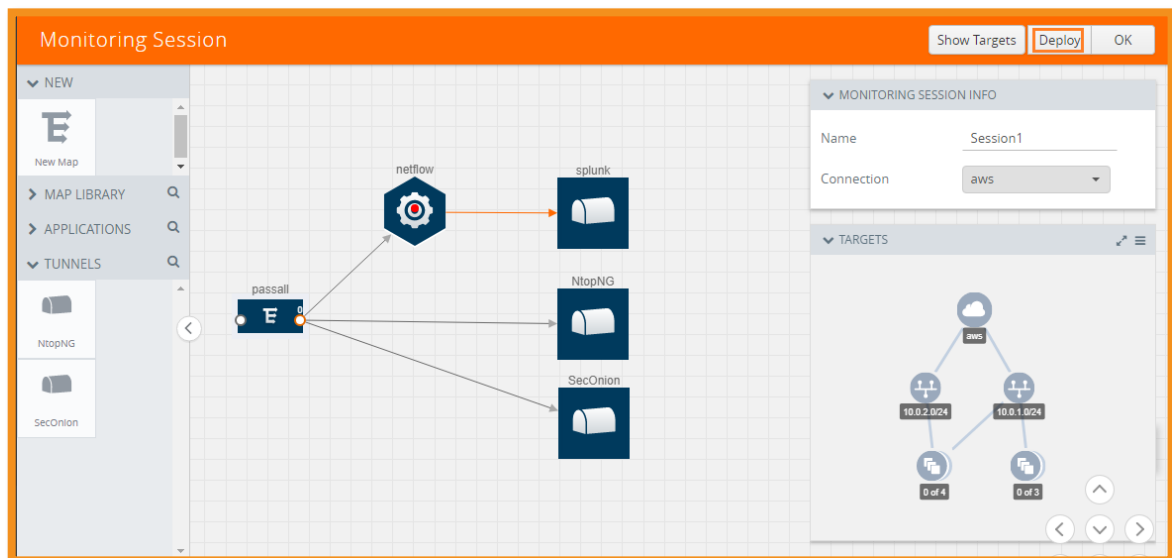 Monitoring Session
Show Targets
Deploy
OK
NEW
New Map
MAP LIBRARY
APPLICATIONS
TUNNELS
NtopNG
SecOnion
netflow
splunk
passall
0
NtopNG
SecOnion
MONITORING SESSION INFO
Name
Session1
Connection
aws
TARGETS
aws
10.0.2.0/24
10.0.1.0/24
0 of 4
0 of 3